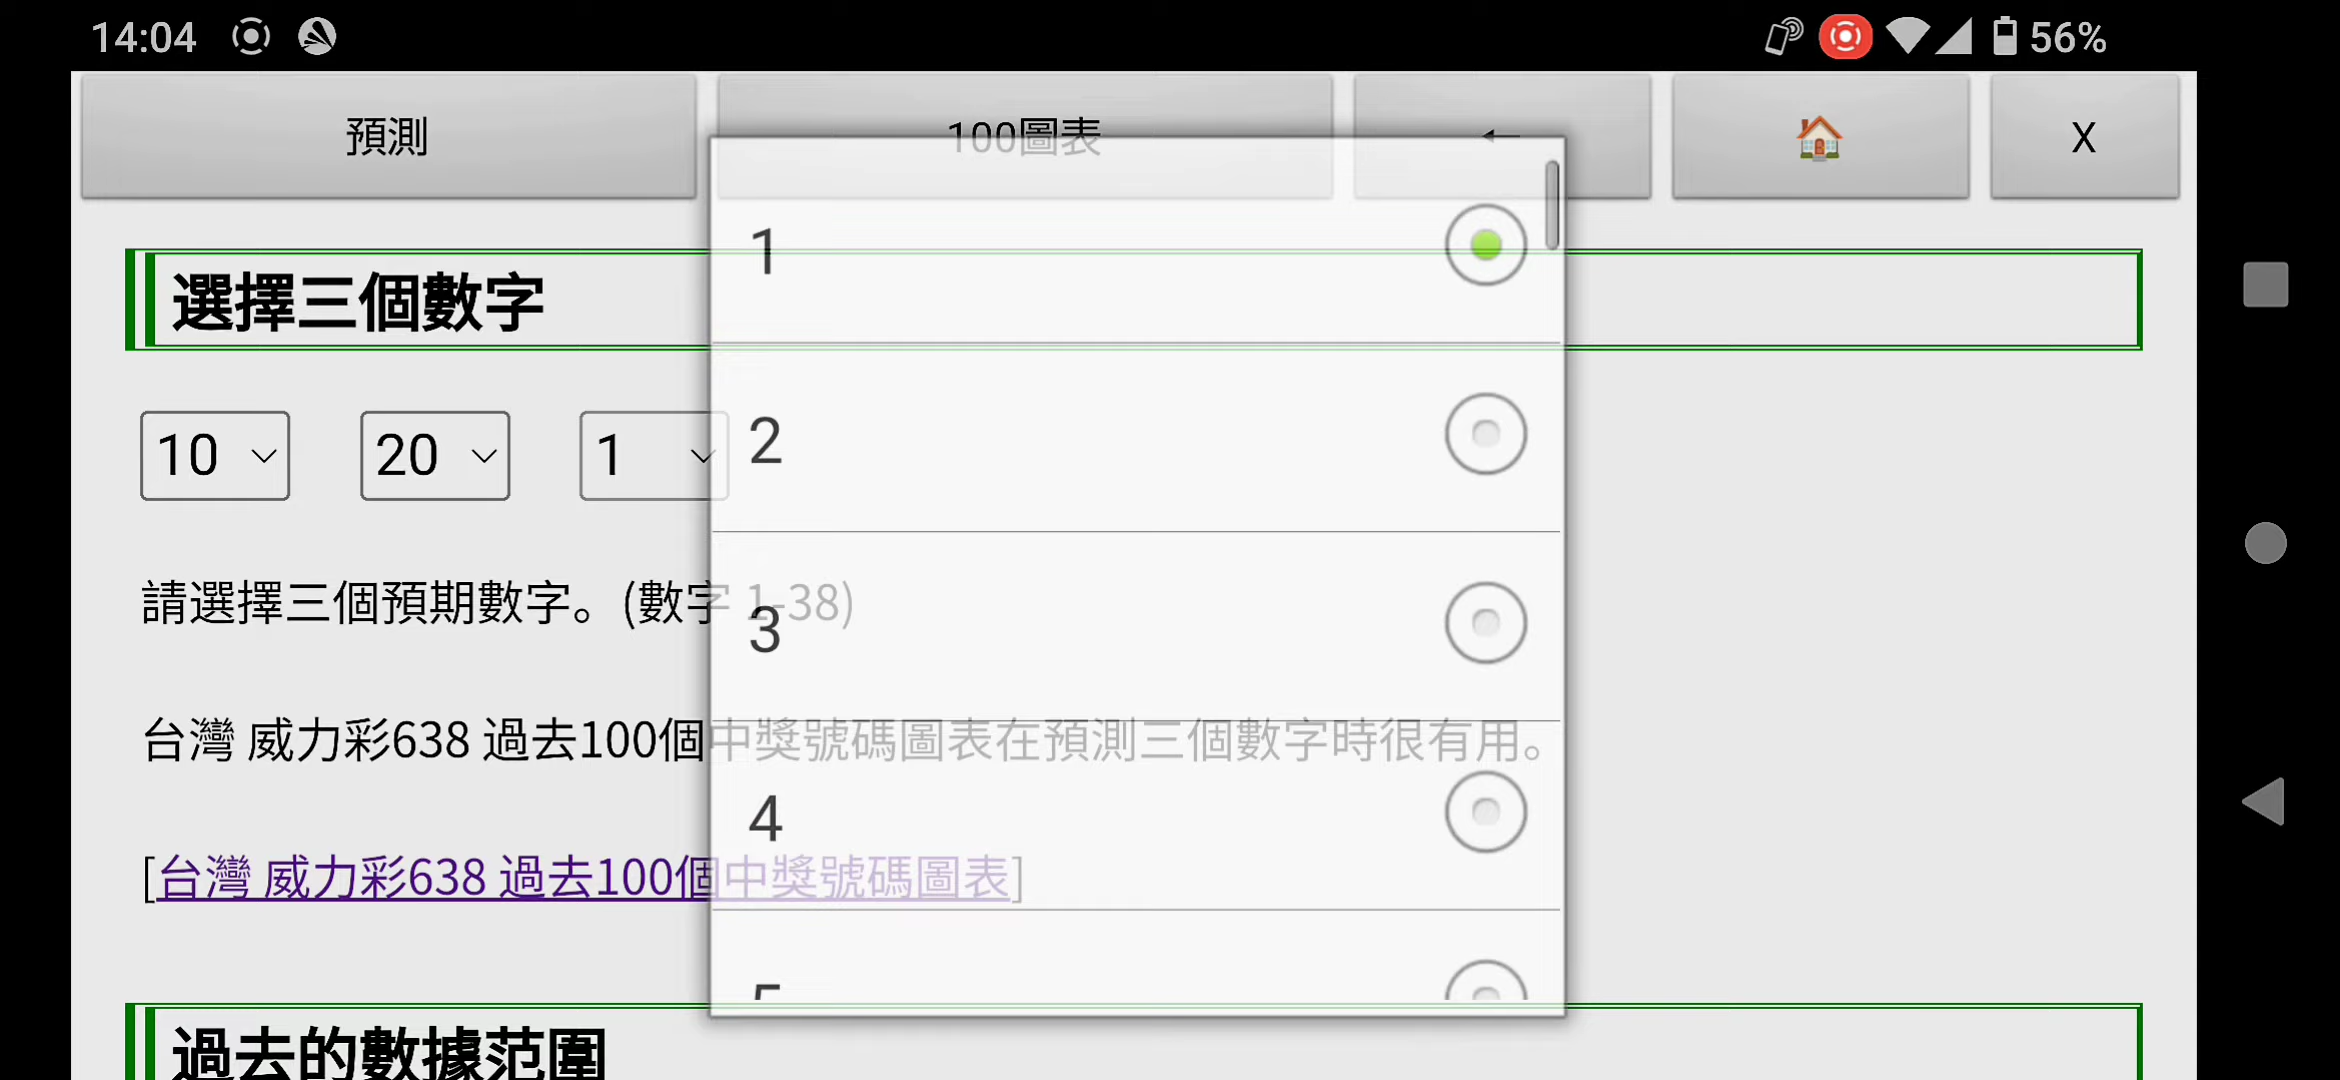 14:04 56%
預測 100圖表 ← X
選擇三個數字
10 20 1
請選擇三個預期數字。(數字 1-38)
台灣 威力彩638 過去100個中獎號碼圖表在預測三個數字時很有用。
[台灣 威力彩638 過去100個中獎號碼圖表]
過去的數據范圍
1
2
3
4
5